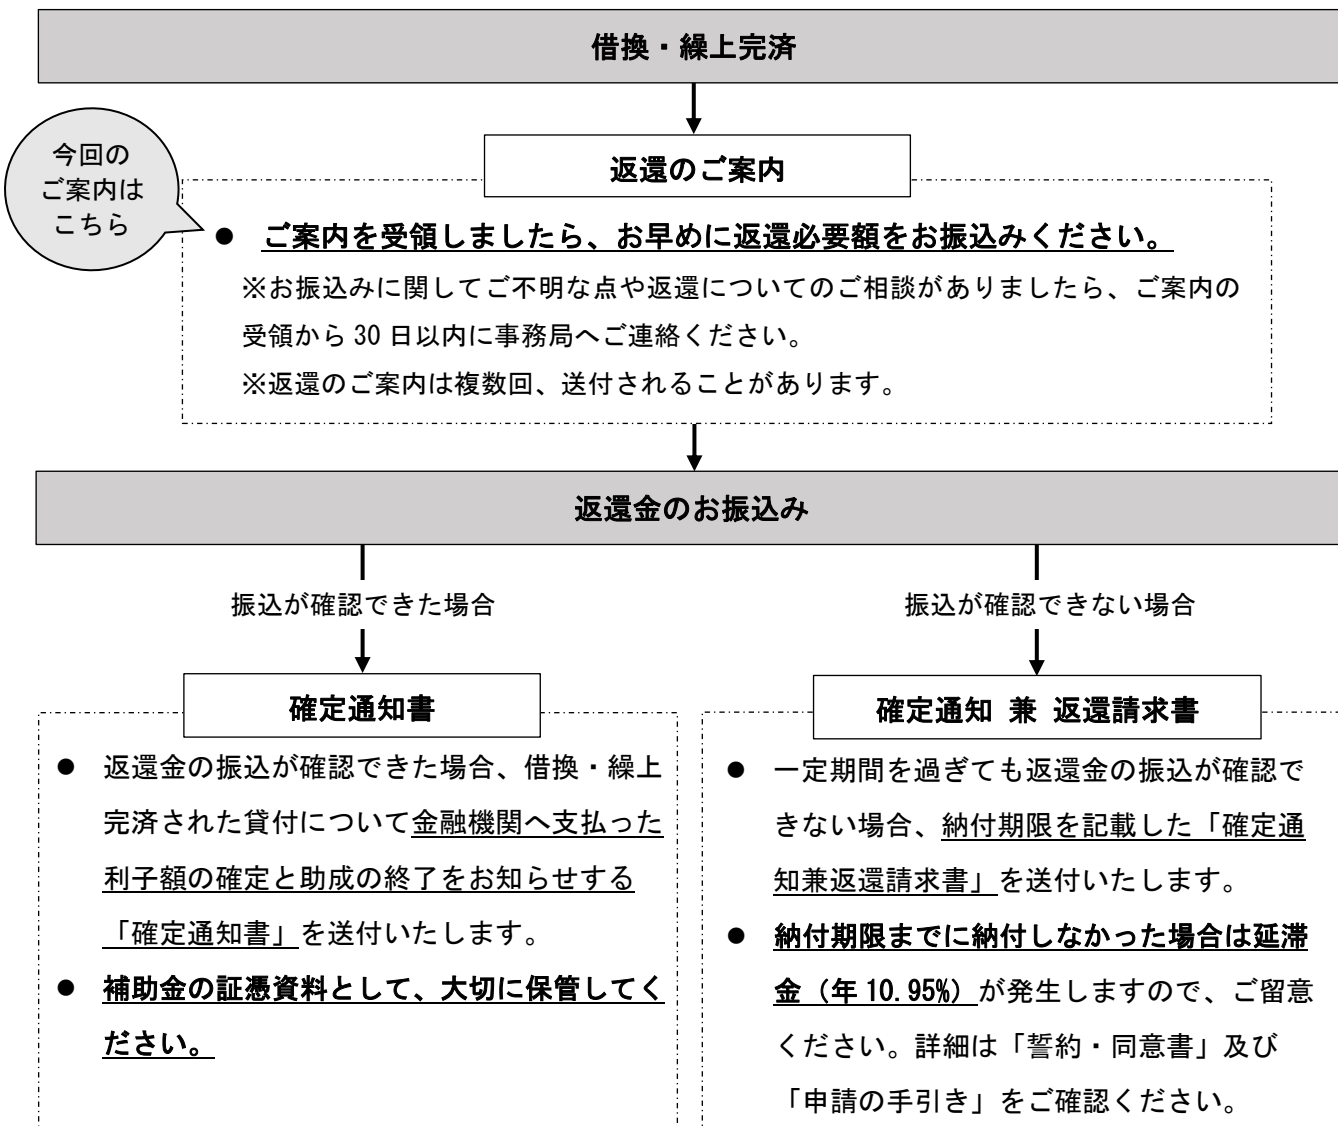 借換・繰上完済
今回の
ご案内は
こちら
返還のご案内
● ご案内を受領しましたら、お早めに返還必要額をお振込みください。
※お振込みに関してご不明な点や返還についてのご相談がありましたら、ご案内の
受領から 30 日以内に事務局へご連絡ください。
※返還のご案内は複数回、送付されることがあります。
返還金のお振込み
振込が確認できた場合
確定通知書
● 返還金の振込が確認できた場合、借換・繰上
完済された貸付について金融機関へ支払った
利子額の確定と助成の終了をお知らせする
「確定通知書」を送付いたします。
● 補助金の証憑資料として、大切に保管してく
ださい。
振込が確認できない場合
確定通知 兼 返還請求書
● 一定期間を過ぎても返還金の振込が確認で
きない場合、納付期限を記載した「確定通
知兼返還請求書」を送付いたします。
● 納付期限までに納付しなかった場合は延滞
金（年 10.95%）が発生しますので、ご留意
ください。詳細は「誓約・同意書」及び
「申請の手引き」をご確認ください。